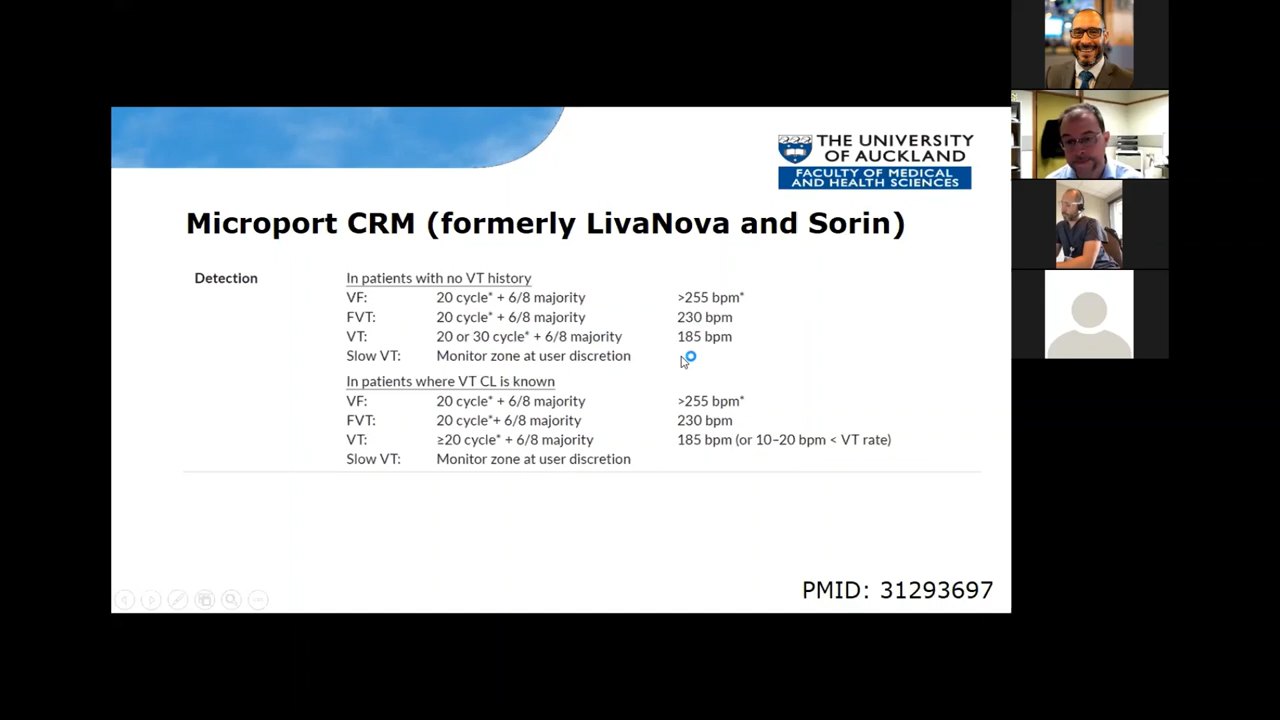 THE UNIVERSITY
OF AUCKLAND
FACULTY OF MEDICAL
AND HEALTH SCIENCES
Microport CRM (formerly LivaNova and Sorin)
Detection In patients with no VT history
VF: 20 cycle* + 6/8 majority >255 bpm*
FVT: 20 cycle* + 6/8 majority 230 bpm
VT: 20 or 30 cycle* + 6/8 majority 185 bpm
Slow VT: Monitor zone at user discretion
In patients where VT CL is known
VF: 20 cycle* + 6/8 majority >255 bpm*
FVT: 20 cycle*+ 6/8 majority 230 bpm
VT: ≥20 cycle* + 6/8 majority 185 bpm (or 10–20 bpm < VT rate)
Slow VT: Monitor zone at user discretion
PMID: 31293697